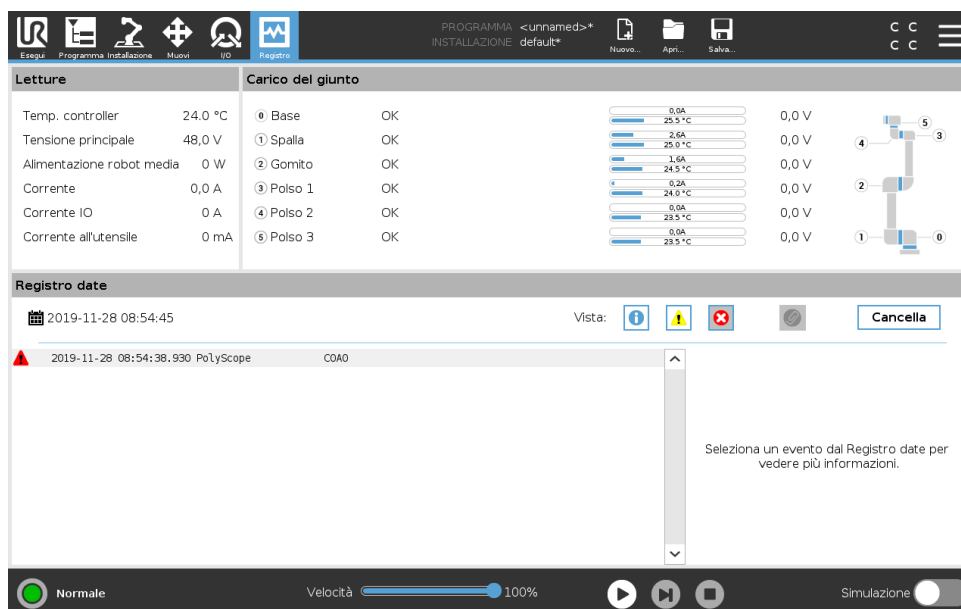 PROGRAMMA <unnamed>*
INSTALLAZIONE default*
Esegui Programma Installazione Muovi I/O Registro Nuovo... Apri... Salva...
C C
C C
Letture
Temp. controller 24.0 °C
Tensione principale 48,0 V
Alimentazione robot media 0 W
Corrente 0,0 A
Corrente IO 0 A
Corrente all'utensile 0 mA
Carico del giunto
0 Base OK 0,0A 25.5 °C 0,0 V
1 Spalla OK 2,6A 25.0 °C 0,0 V
2 Gomito OK 1,6A 24.5 °C 0,0 V
3 Polso 1 OK 0,2A 24.0 °C 0,0 V
4 Polso 2 OK 0,0A 23.5 °C 0,0 V
5 Polso 3 OK 0,0A 23.5 °C 0,0 V
5
4 3
2
1 0
Registro date
2019-11-28 08:54:45 Vista: Cancella
2019-11-28 08:54:38.930 PolyScope C0A0
Seleziona un evento dal Registro date per
vedere più informazioni.
Normale Velocità 100% Simulazione